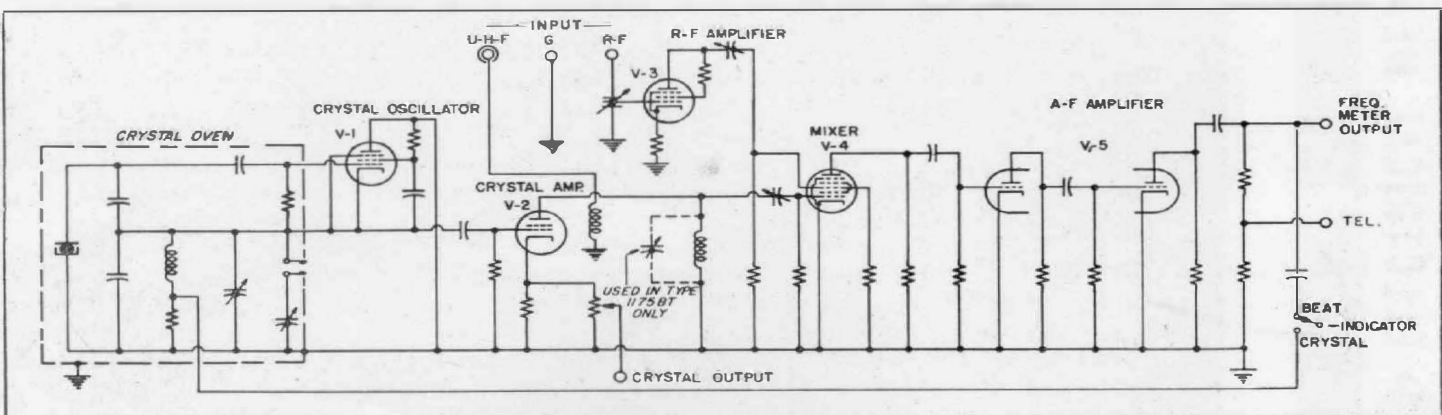 INPUT
U-H-F
G
R-F
R-F AMPLIFIER
V-3
CRYSTAL OSCILLATOR
V-1
CRYSTAL OVEN
A-F AMPLIFIER
V-5
FREQ.
METER
OUTPUT
MIXER
V-4
CRYSTAL AMP.
V-2
TEL.
USED IN TYPE
1175BT
ONLY
BEAT
-INDICATOR
CRYSTAL
CRYSTAL OUTPUT